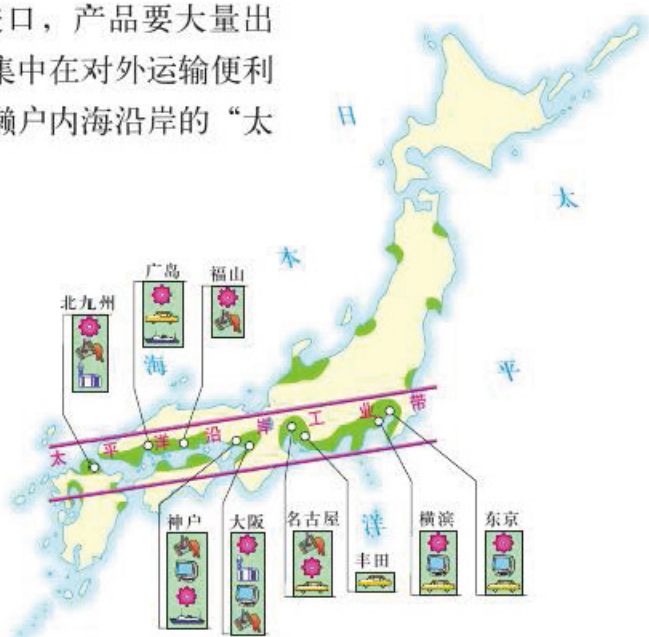 进口，产品要大量出
集中在对外运输便利
濑户内海沿岸的“太
日
本
海
太
平
洋
广岛
福山
北九州
太平洋沿岸工业带
神户
大阪
名古屋
丰田
横滨
东京